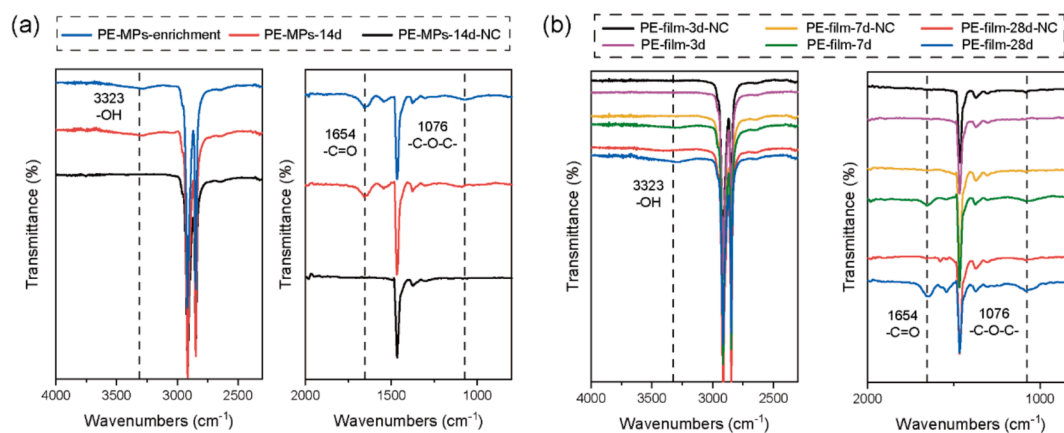 (a)
PE-MPs-enrichment PE-MPs-14d PE-MPs-14d-NC
3323
-OH
1654
-C=O
1076
-C-O-C-
Transmittance (%)
Transmittance (%)
4000 3500 3000 2500
2000 1500 1000
Wavenumbers (cm⁻¹)
Wavenumbers (cm⁻¹)
(b)
PE-film-3d-NC PE-film-7d-NC PE-film-28d-NC
PE-film-3d PE-film-7d PE-film-28d
3323
-OH
1654
-C=O
1076
-C-O-C-
Transmittance (%)
Transmittance (%)
4000 3500 3000 2500
2000 1500 1000
Wavenumbers (cm⁻¹)
Wavenumbers (cm⁻¹)